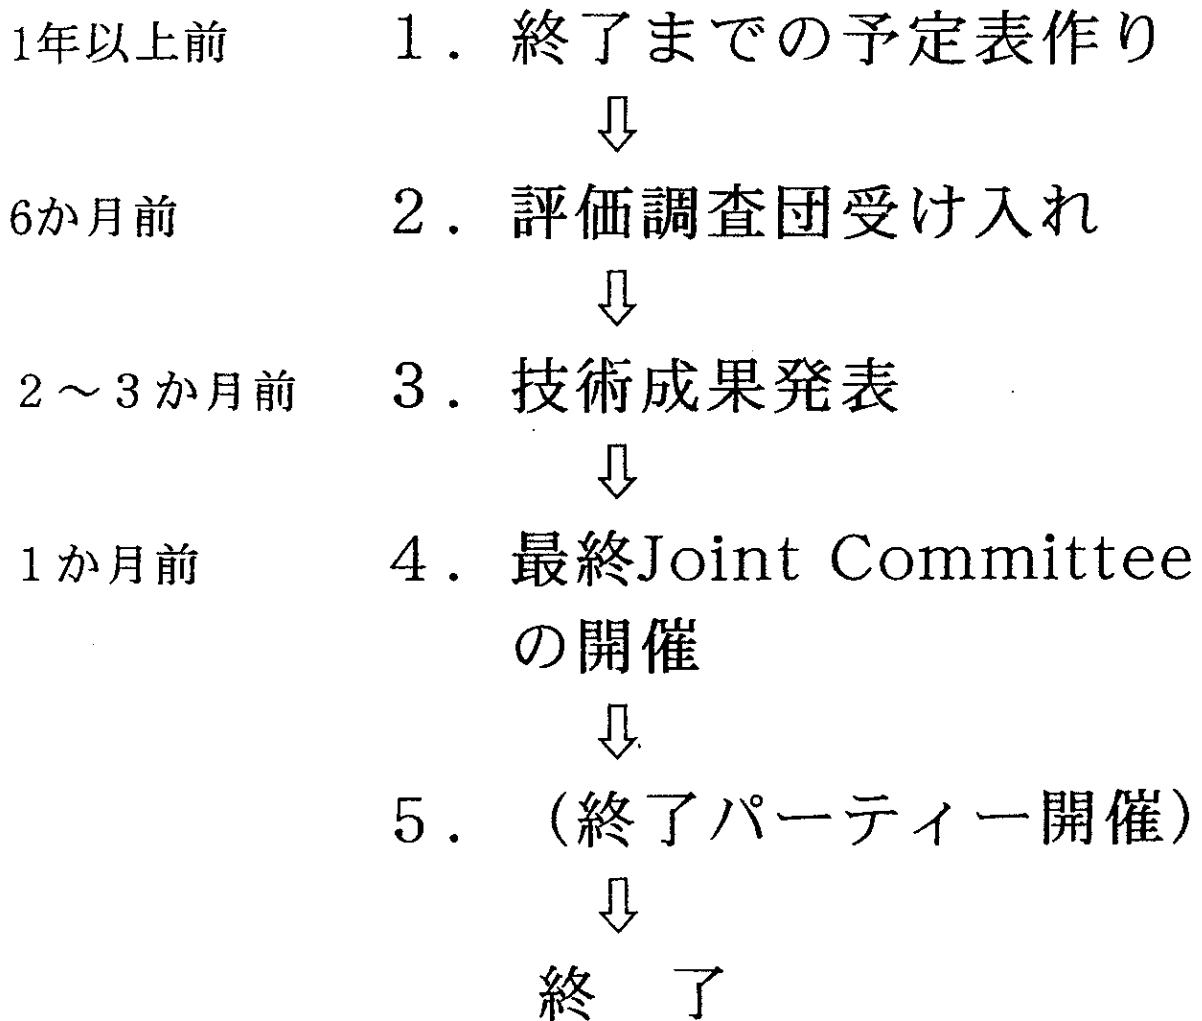 1年以上前 1. 終了までの予定表作り
⇩
6か月前 2. 評価調査団受け入れ
⇩
2～3か月前 3. 技術成果発表
⇩
1か月前 4. 最終Joint Committee
の開催
⇩
5. （終了パーティー開催）
⇩
終 了